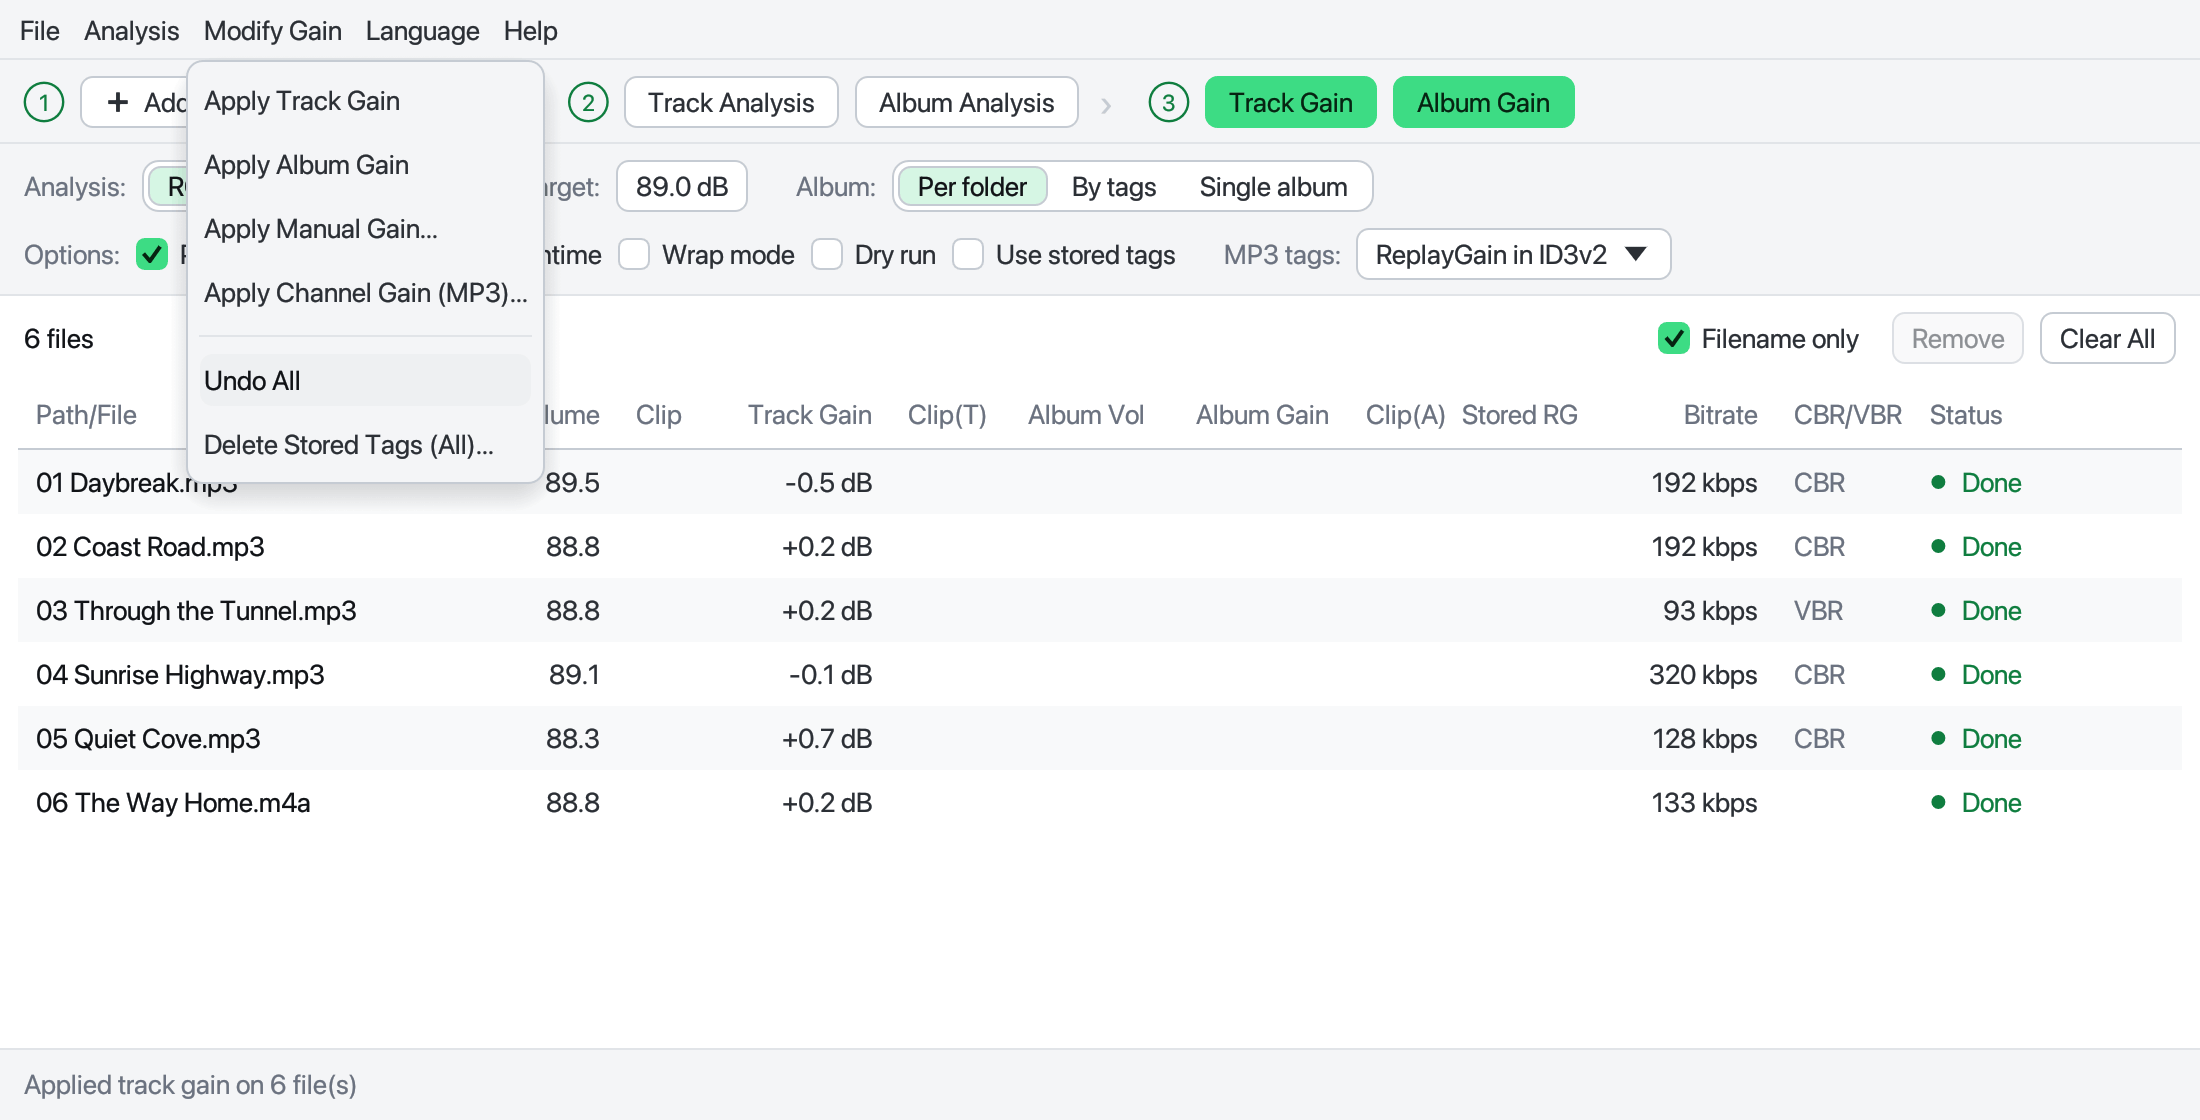 File Analysis Modify Gain Language Help
1 + Add 2 Track Analysis Album Analysis › 3 Track Gain Album Gain
Apply Track Gain
Apply Album Gain
Apply Manual Gain...
Apply Channel Gain (MP3)...
Undo All
Delete Stored Tags (All)...
Analysis: 89.0 dB Album: Per folder By tags Single album
Options: Wrap mode Dry run Use stored tags MP3 tags: ReplayGain in ID3v2
6 files Filename only Remove Clear All
Path/File Clip Track Gain Clip(T) Album Vol Album Gain Clip(A) Stored RG Bitrate CBR/VBR Status
01 Daybreak.mp3 89.5 -0.5 dB 192 kbps CBR Done
02 Coast Road.mp3 88.8 +0.2 dB 192 kbps CBR Done
03 Through the Tunnel.mp3 88.8 +0.2 dB 93 kbps VBR Done
04 Sunrise Highway.mp3 89.1 -0.1 dB 320 kbps CBR Done
05 Quiet Cove.mp3 88.3 +0.7 dB 128 kbps CBR Done
06 The Way Home.m4a 88.8 +0.2 dB 133 kbps Done
Applied track gain on 6 file(s)